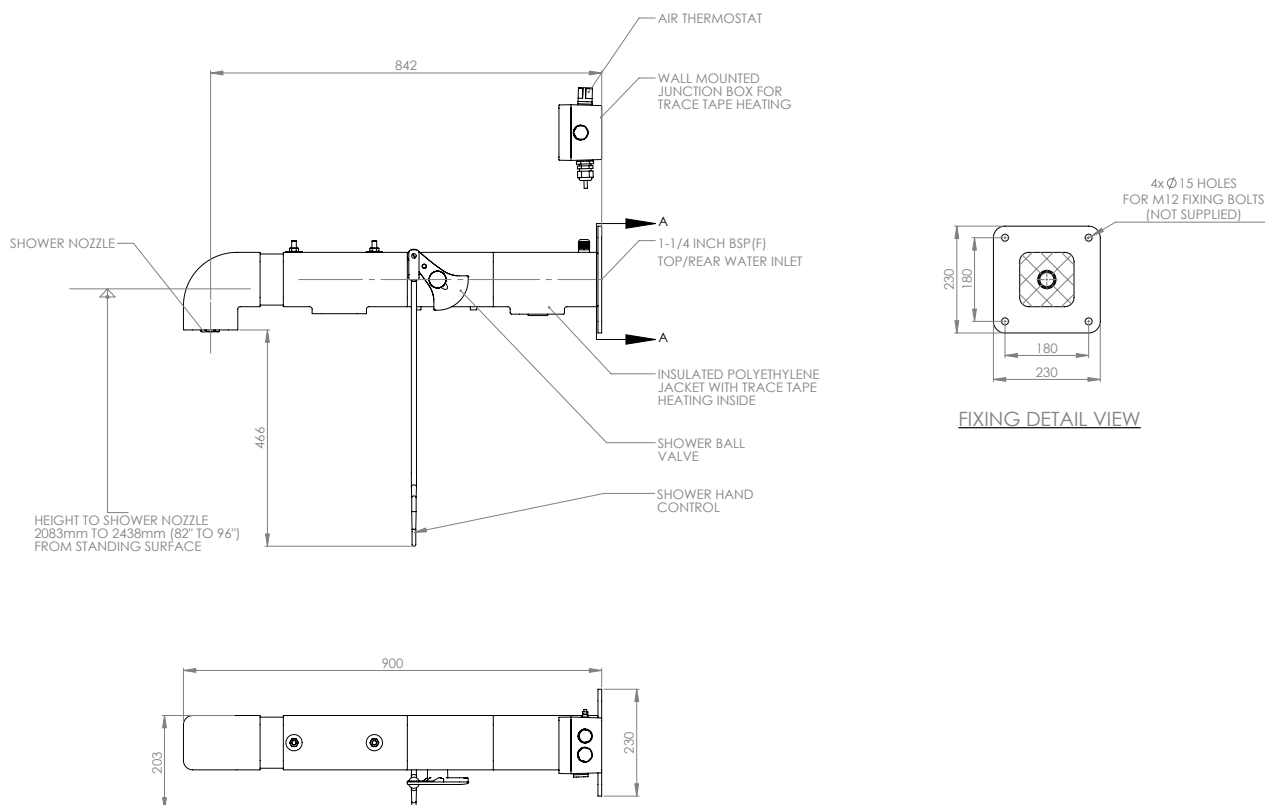 AIR THERMOSTAT
842
WALL MOUNTED
JUNCTION BOX FOR
TRACE TAPE HEATING
4x Ø 15 HOLES
FOR M12 FIXING BOLTS
(NOT SUPPLIED)
A
SHOWER NOZZLE
1-1/4 INCH BSP(F)
TOP/REAR WATER INLET
230
180
A
180
INSULATED POLYETHYLENE
JACKET WITH TRACE TAPE
HEATING INSIDE
230
FIXING DETAIL VIEW
466
SHOWER BALL
VALVE
SHOWER HAND
CONTROL
HEIGHT TO SHOWER NOZZLE
2083mm TO 2438mm (82" TO 96")
FROM STANDING SURFACE
900
203
230